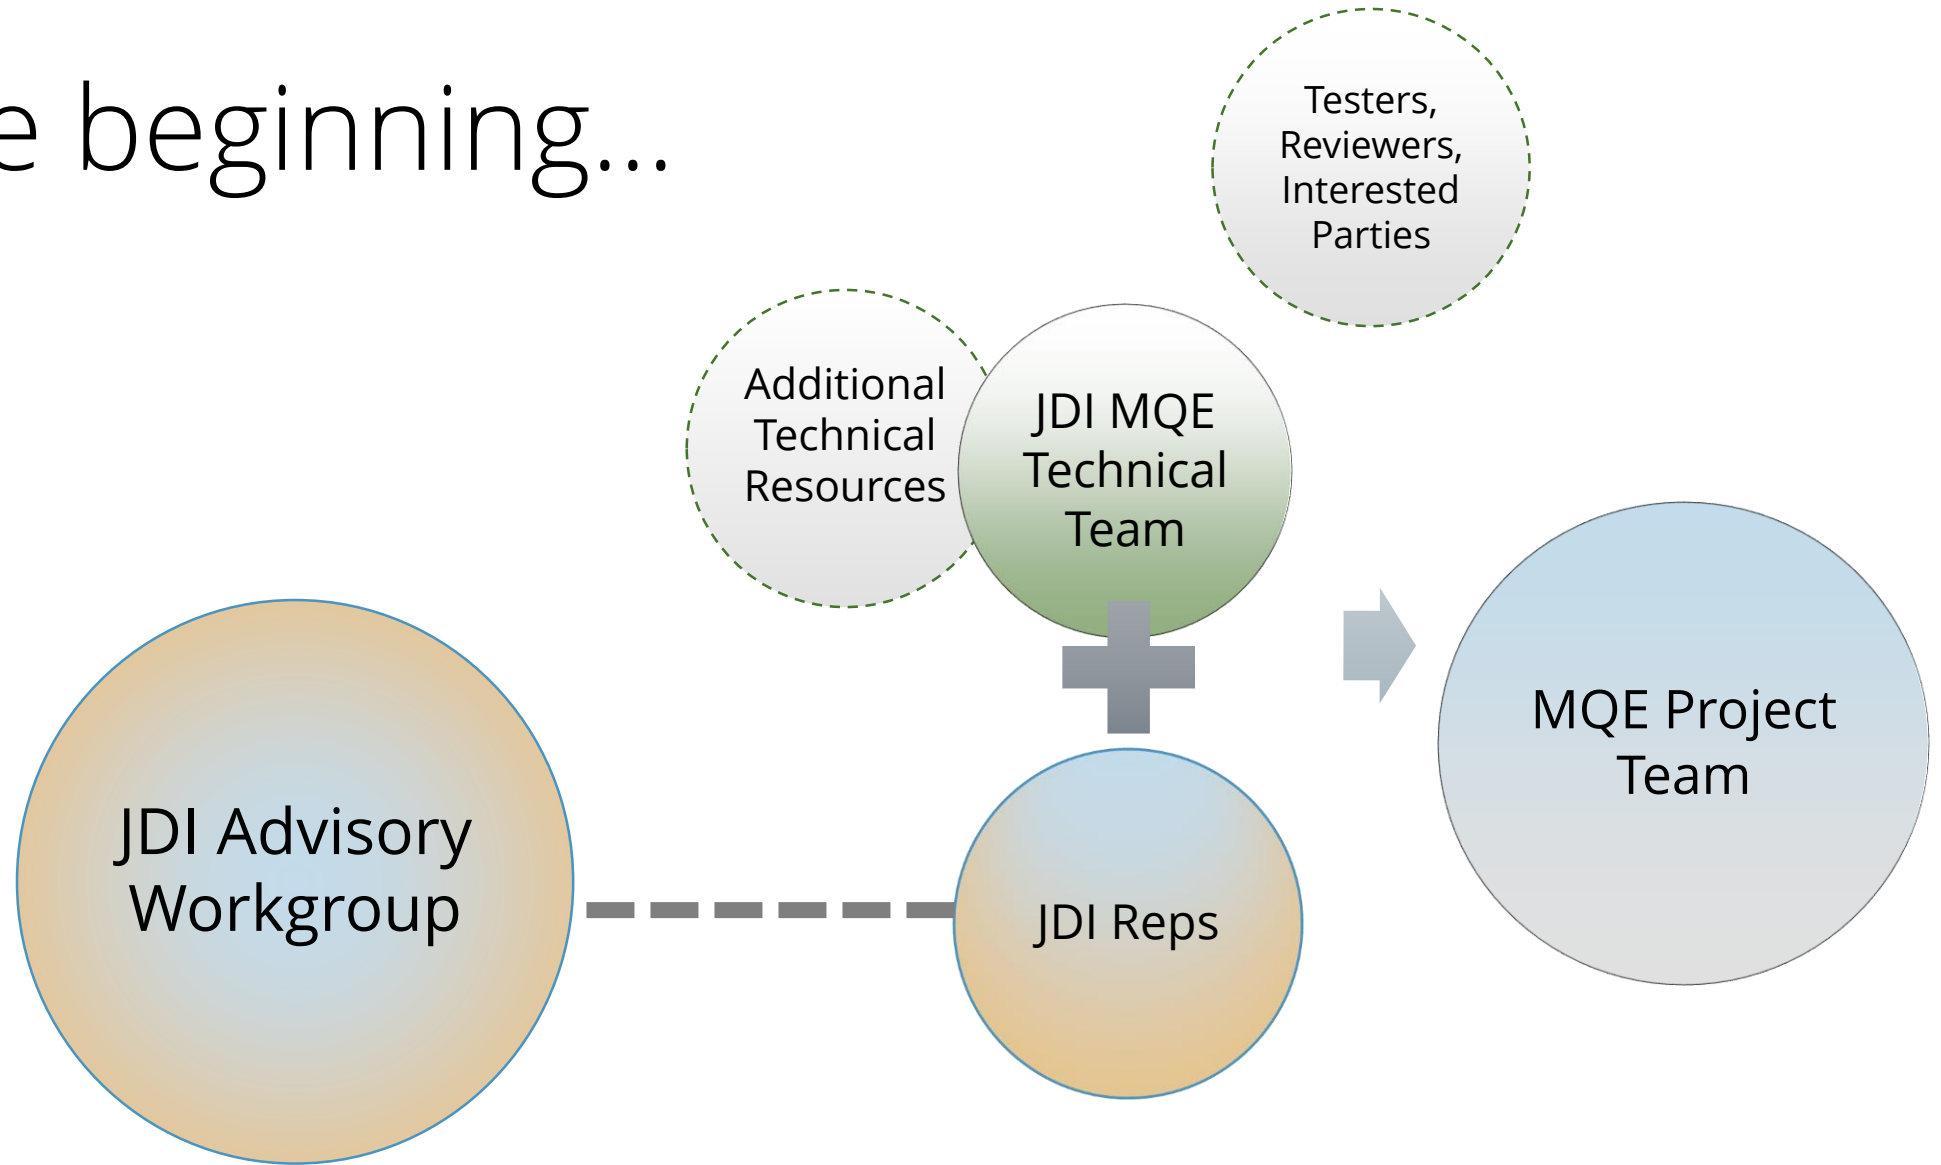 e beginning...
Testers,
Reviewers,
Interested
Parties
Additional
Technical
Resources
JDI MQE
Technical
Team
MQE Project
Team
JDI Advisory
Workgroup
JDI Reps